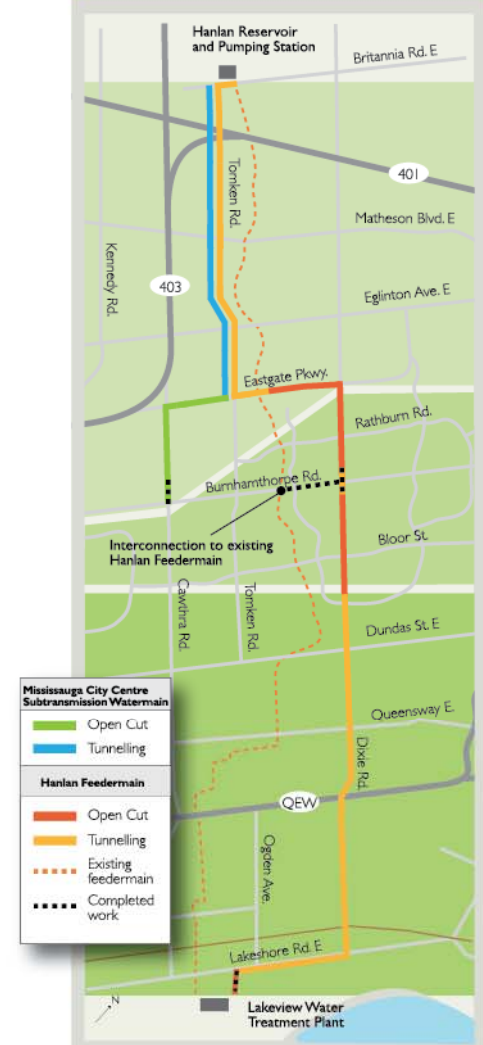 Hanlan Reservoir
and Pumping Station
Britannia Rd. E
401
Tomken Rd.
Matheson Blvd. E
Kennedy Rd.
403
Eglinton Ave. E
Eastgate Pkwy.
Rathburn Rd.
Burnhamthorpe Rd.
Interconnection to existing
Hanlan Feedermain
Bloor St.
Cawthra Rd.
Tomken Rd.
Dundas St. E
Mississauga City Centre
Subtransmission Watermain
Open Cut
Tunnelling
Hanlan Feedermain
Open Cut
Tunnelling
Existing
feedermain
Completed
work
Queensway E.
Dixie Rd.
QEW
Ogden Ave.
Lakeshore Rd. E
N
Lakeview Water
Treatment Plant